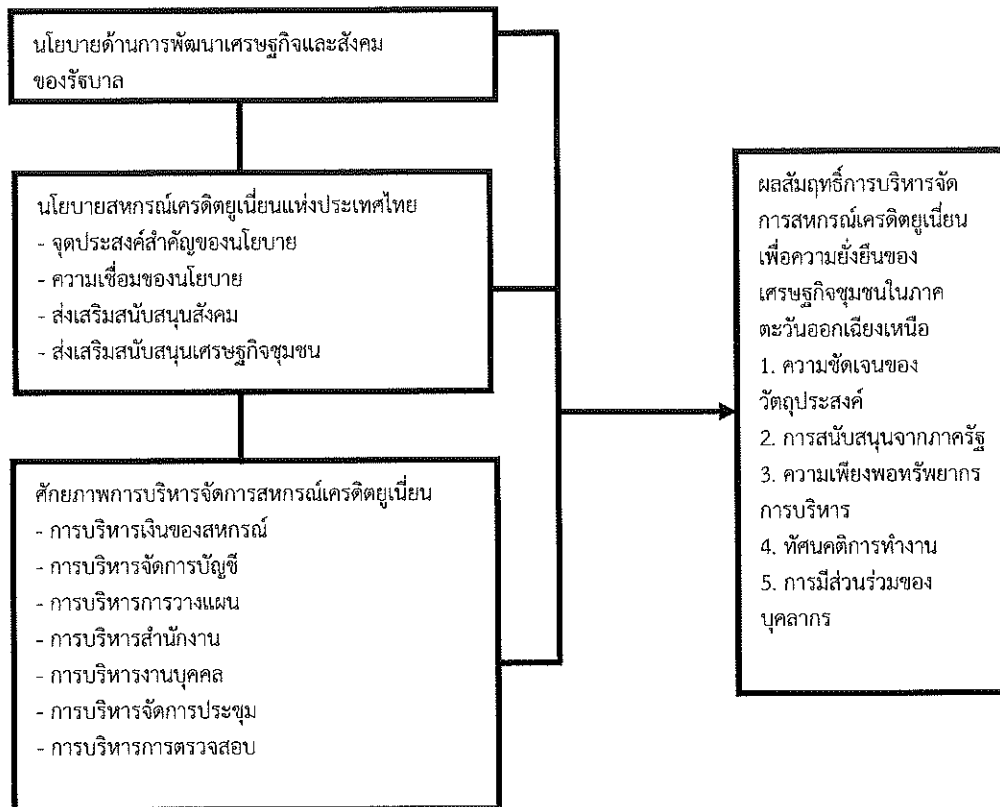 นโยบายด้านการพัฒนาเศรษฐกิจและสังคม
ของรัฐบาล
นโยบายสหกรณ์เครดิตยูเนี่ยนแห่งประเทศไทย
- จุดประสงค์สำคัญของนโยบาย
- ความเชื่อมของนโยบาย
- ส่งเสริมสนับสนุนสังคม
- ส่งเสริมสนับสนุนเศรษฐกิจชุมชน
ศักยภาพการบริหารจัดการสหกรณ์เครดิตยูเนี่ยน
- การบริหารเงินของสหกรณ์
- การบริหารจัดการบัญชี
- การบริหารการวางแผน
- การบริหารสำนักงาน
- การบริหารงานบุคคล
- การบริหารจัดการประชุม
- การบริหารการตรวจสอบ
ผลสัมฤทธิ์การบริหารจัด
การสหกรณ์เครดิตยูเนี่ยน
เพื่อความยั่งยืนของ
เศรษฐกิจชุมชนในภาค
ตะวันออกเฉียงเหนือ
1. ความชัดเจนของ
วัตถุประสงค์
2. การสนับสนุนจากภาครัฐ
3. ความเพียงพอทรัพยากร
การบริหาร
4. ทัศนคติการทำงาน
5. การมีส่วนร่วมของ
บุคลากร